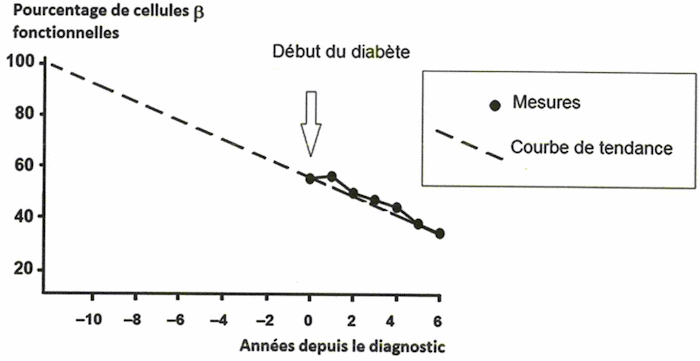 Pourcentage de cellules β
fonctionnelles
Début du diabète
Mesures
Courbe de tendance
100
80
60
40
20
–10 –8 –6 –4 –2 0 2 4 6
Années depuis le diagnostic